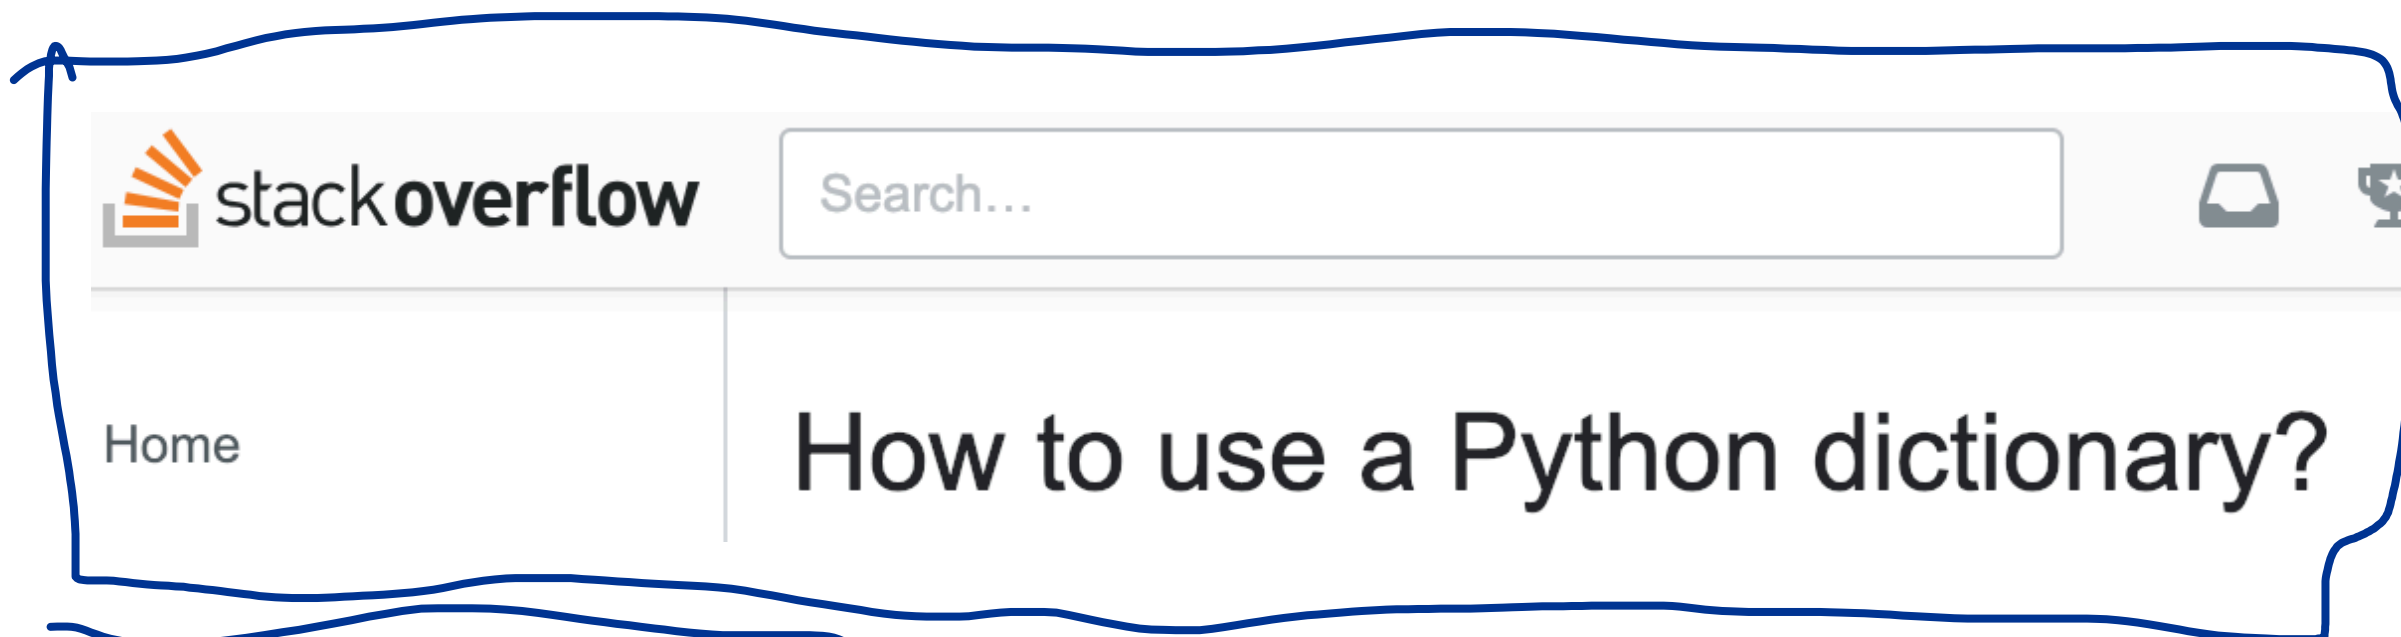 stackoverflow Search...
Home
How to use a Python dictionary?